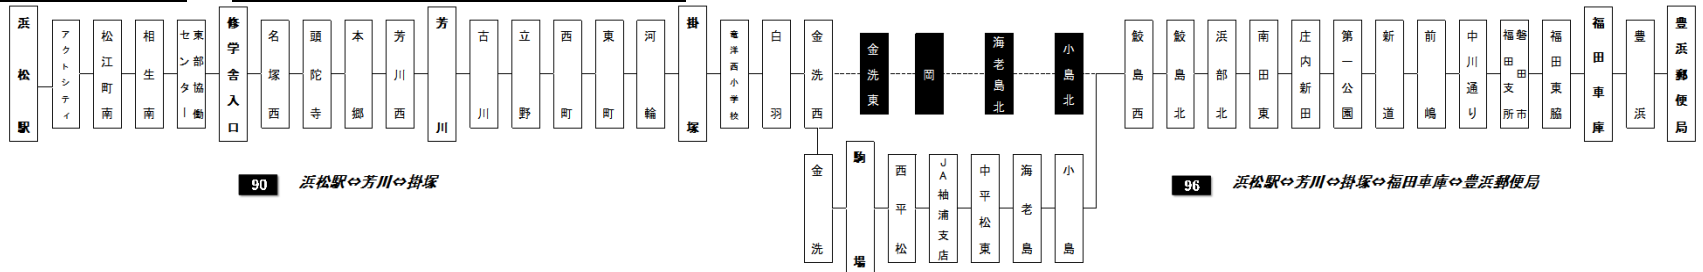 浜松駅
アクトシティ
松江町南
相生南
東部協働センター
修学舎入口
名塚西
頭陀寺
本郷
芳川西
芳川
古川
立野
西町
東町
河輪
掛塚
竜洋西小学校
白羽
金洗西
金洗東
岡
海老島北
小島北
鮫島西
鮫島北
浜部北
南田東
庄内新田
第一公園
新道
前嶋
中川通り
磐田市福田支所
福田東脇
福田車庫
豊浜
豊浜郵便局
金洗
駒場
西平松
JA袖浦支店
中平松東
海老島
小島
90 浜松駅⇔芳川⇔掛塚
96 浜松駅⇔芳川⇔掛塚⇔福田車庫⇔豊浜郵便局